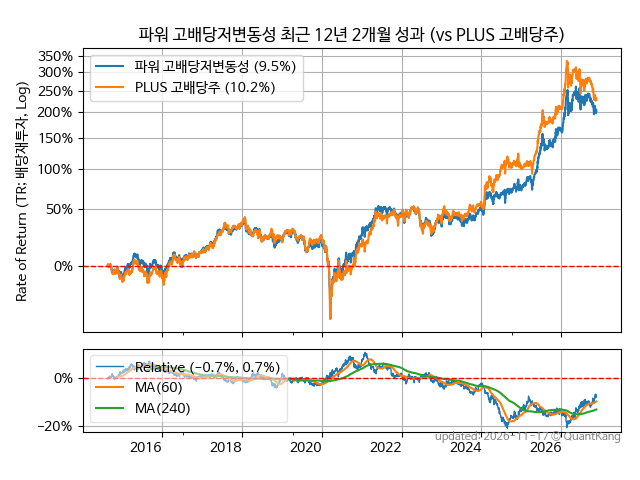 파워 고배당저변동성 최근 12년 2개월 성과 (vs PLUS 고배당주)
Rate of Return (TR: 배당재투자, Log)
350%
300%
250%
200%
150%
100%
50%
0%
파워 고배당저변동성 (9.5%)
PLUS 고배당주 (10.2%)
0%
−20%
Relative (−0.7%, 0.7%)
MA(60)
MA(240)
2016
2018
2020
2022
2024
2026
updated: 2026-11-17 © QuantKang